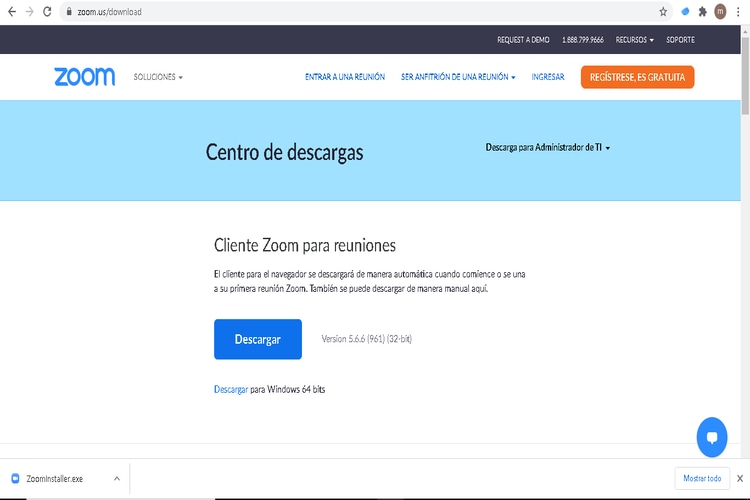 zoom.us/download
m
REQUEST A DEMO 1.888.799.9666 RECURSOS SOPORTE
zoom SOLUCIONES ENTRAR A UNA REUNIÓN SER ANFITRIÓN DE UNA REUNIÓN INGRESAR REGÍSTRESE, ES GRATUITA
Centro de descargas Descarga para Administrador de TI
Cliente Zoom para reuniones
El cliente para el navegador se descargará de manera automática cuando comience o se una
a su primera reunión Zoom. También se puede descargar de manera manual aquí.
Descargar Version 5.6.6 (961) (32-bit)
Descargar para Windows 64 bits
ZoomInstaller.exe Mostrar todo